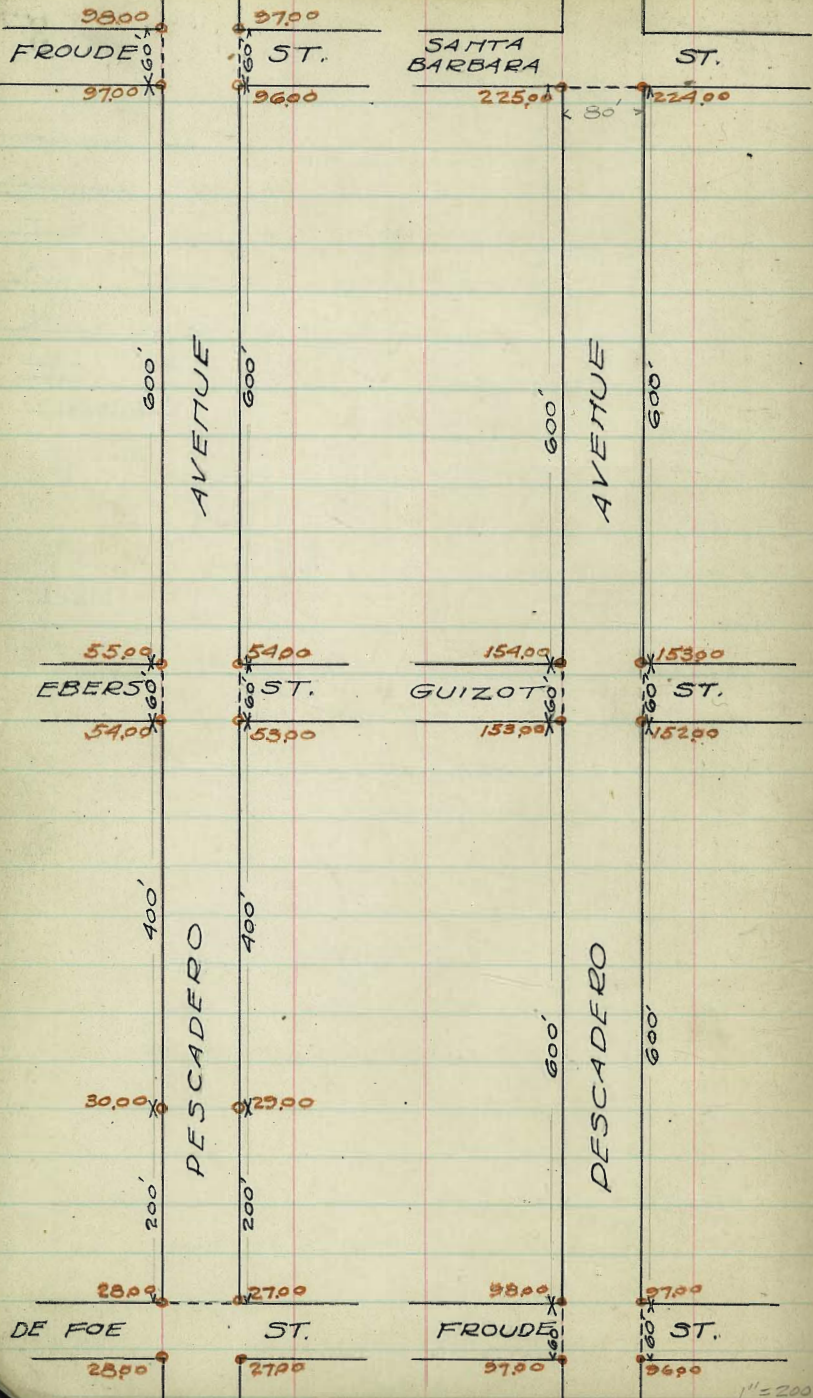 98.00 97.00
FROUDE 60' 60' ST.
97.00 96.00
600' 600'
AVENUE
55.00 54.00
EBERS 60' 60' ST.
54.00 53.00
400' 400'
PESCADERO
30.00 29.00
200' 200'
28.00 27.00
DE FOE ST.
28.00 27.00
SANTA
BARBARA ST.
225.00 224.00
80'
600' 600'
AVENUE
154.00 153.00
GUIZOT 60' 60' ST.
153.00 152.00
600' 600'
PESCADERO
98.00 97.00
FROUDE 60' 60' ST.
97.00 96.00
1"=200